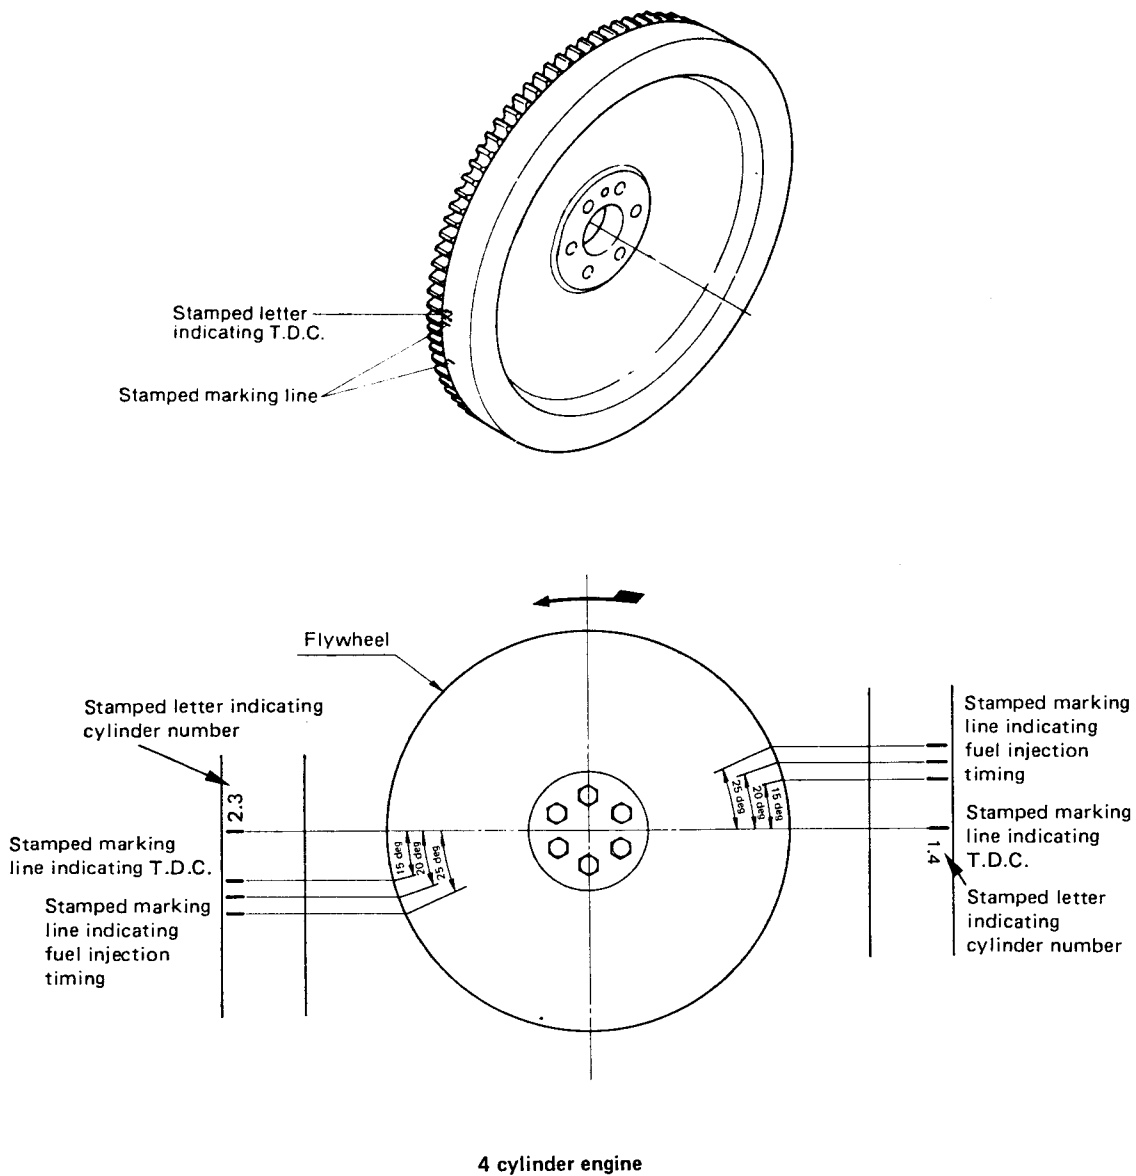 Stamped letter
indicating T.D.C.
Stamped marking line
Flywheel
Stamped letter indicating
cylinder number
2.3
Stamped marking
line indicating T.D.C.
Stamped marking
line indicating
fuel injection
timing
15 deg
20 deg
25 deg
25 deg
20 deg
15 deg
Stamped marking
line indicating
fuel injection
timing
Stamped marking
line indicating
T.D.C.
1.4
Stamped letter
indicating
cylinder number
4 cylinder engine